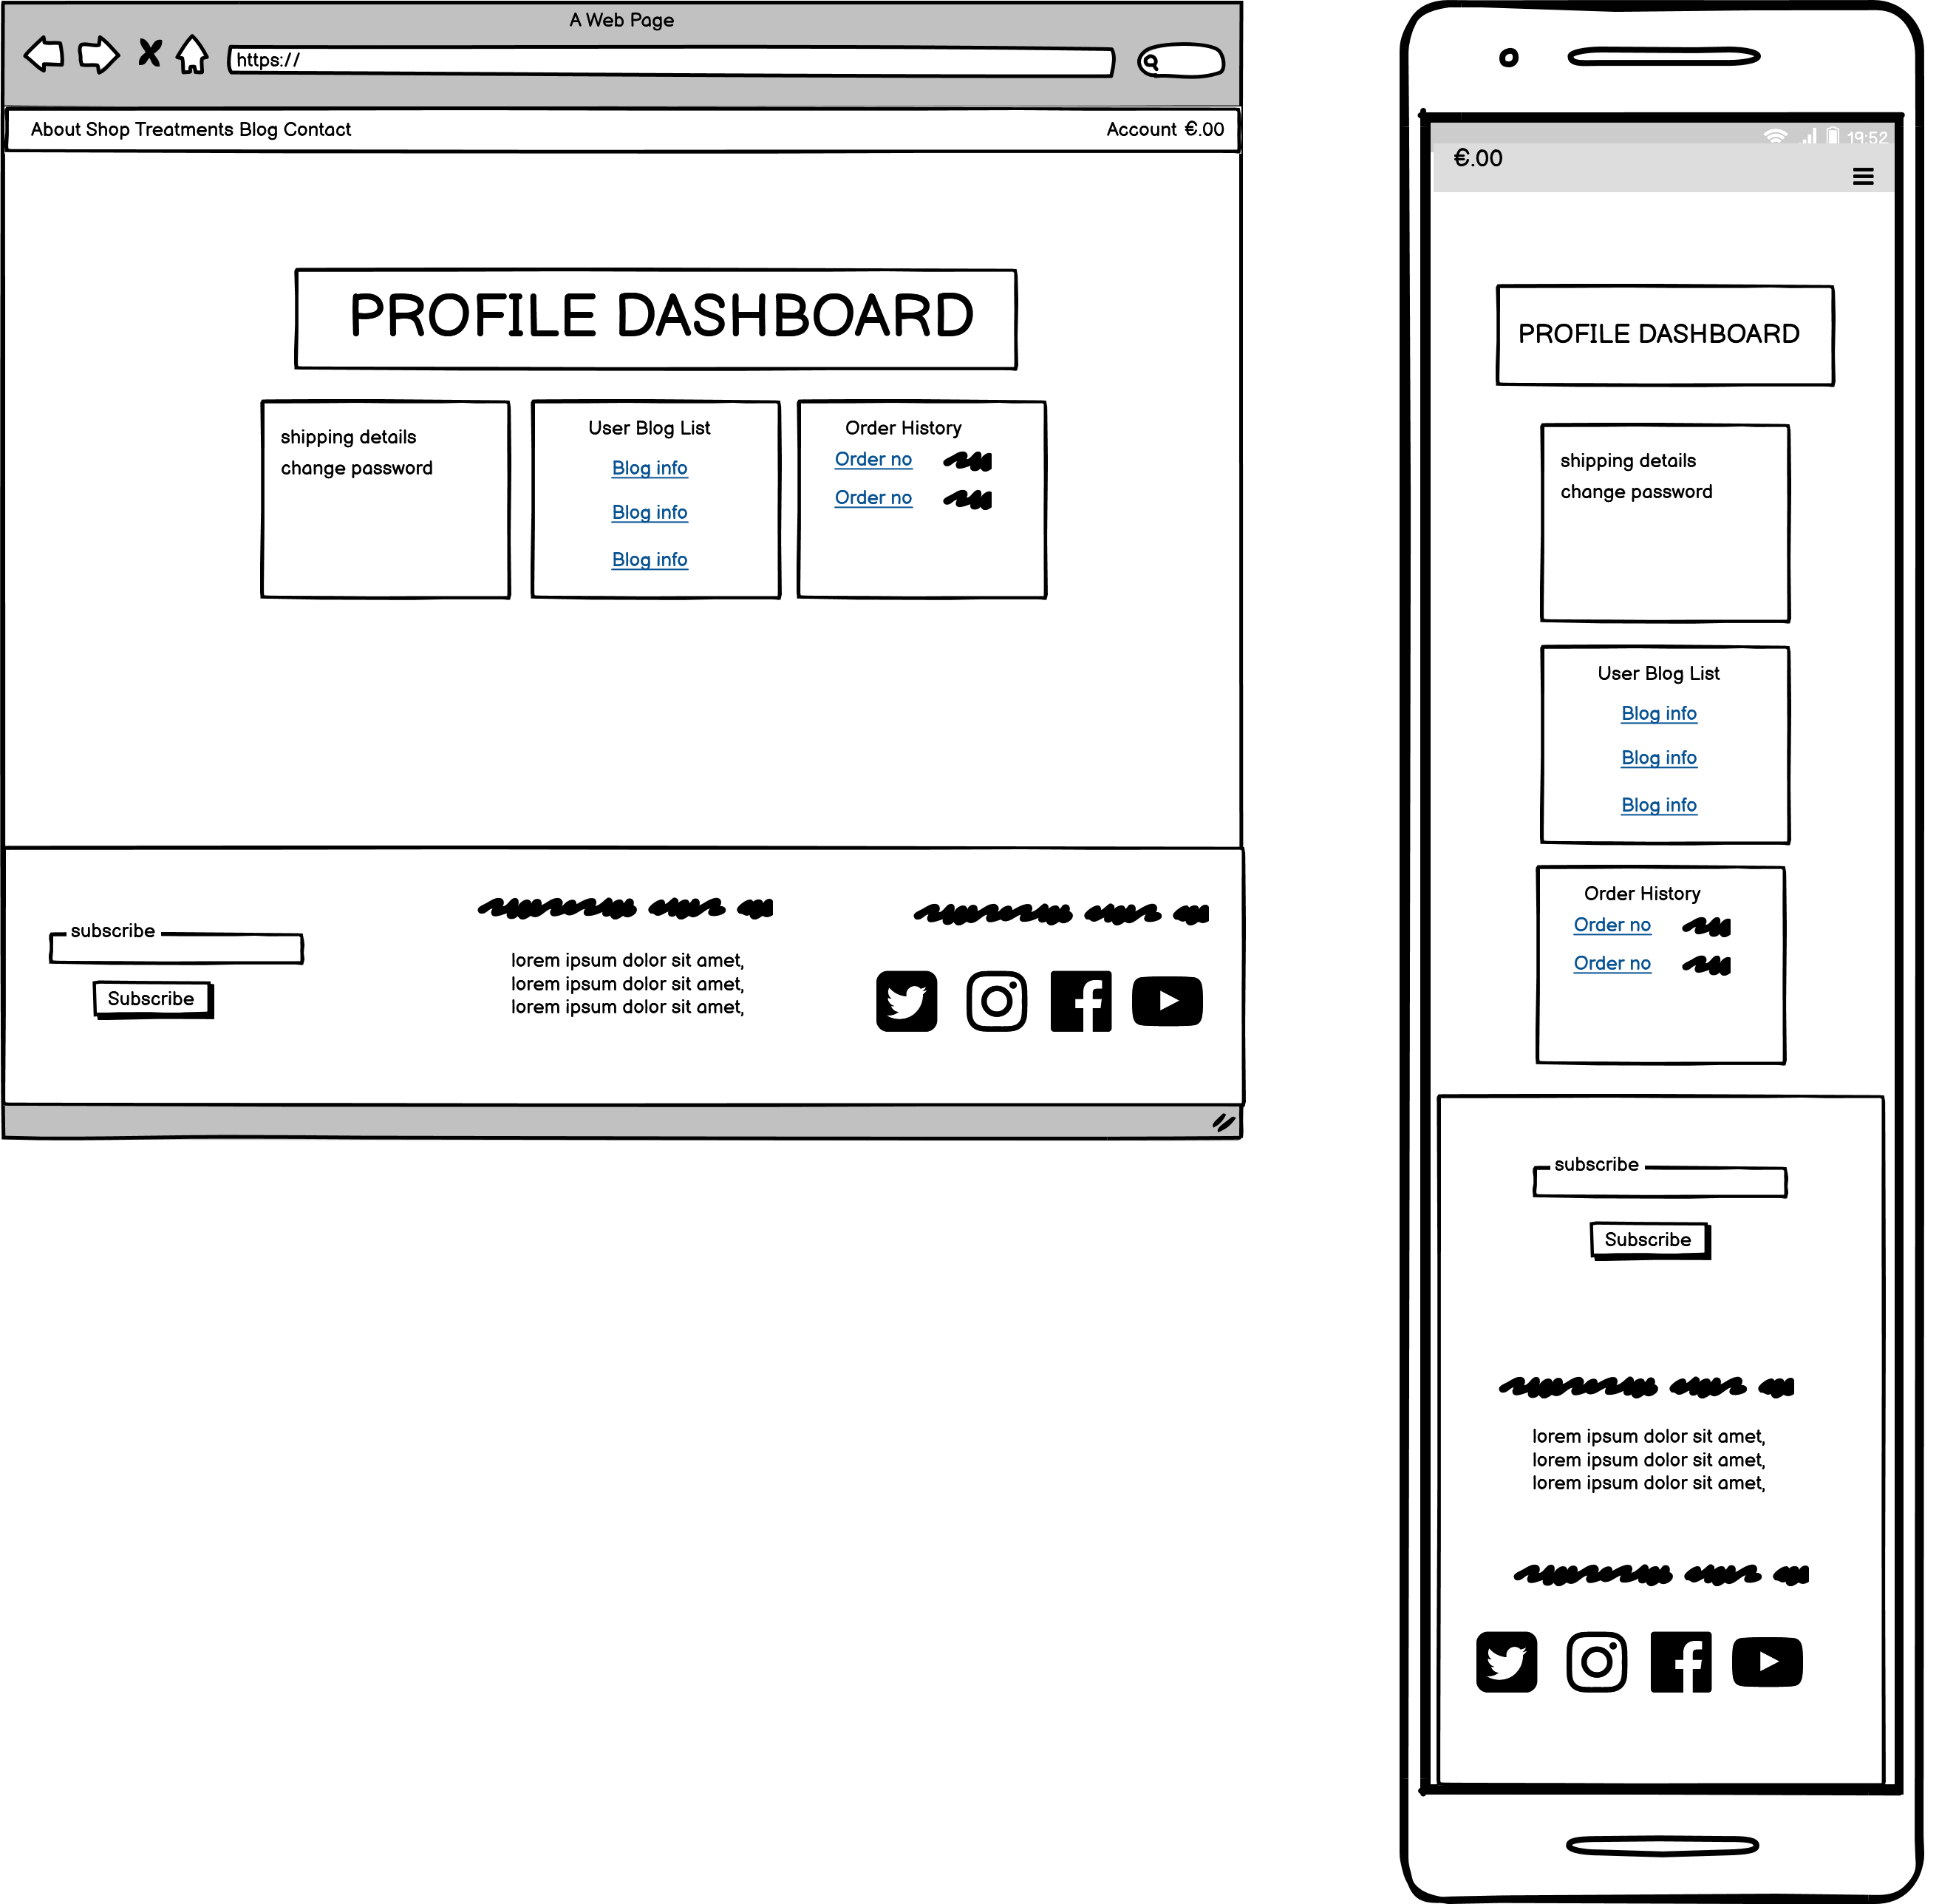 A Web Page
https://
About Shop Treatments Blog Contact
Account €.00
PROFILE DASHBOARD
shipping details
change password
User Blog List
Blog info
Blog info
Blog info
Order History
Order no
Order no
subscribe
Subscribe
lorem ipsum dolor sit amet,
lorem ipsum dolor sit amet,
lorem ipsum dolor sit amet,
19:52
€.00
PROFILE DASHBOARD
shipping details
change password
User Blog List
Blog info
Blog info
Blog info
Order History
Order no
Order no
subscribe
Subscribe
lorem ipsum dolor sit amet,
lorem ipsum dolor sit amet,
lorem ipsum dolor sit amet,